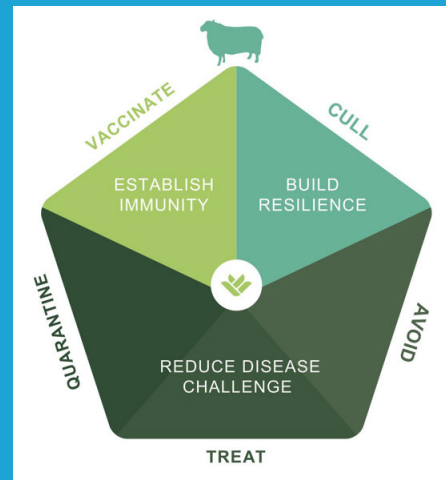 VACCINATE
CULL
ESTABLISH
IMMUNITY
BUILD
RESILIENCE
QUARANTINE
AVOID
REDUCE DISEASE
CHALLENGE
TREAT